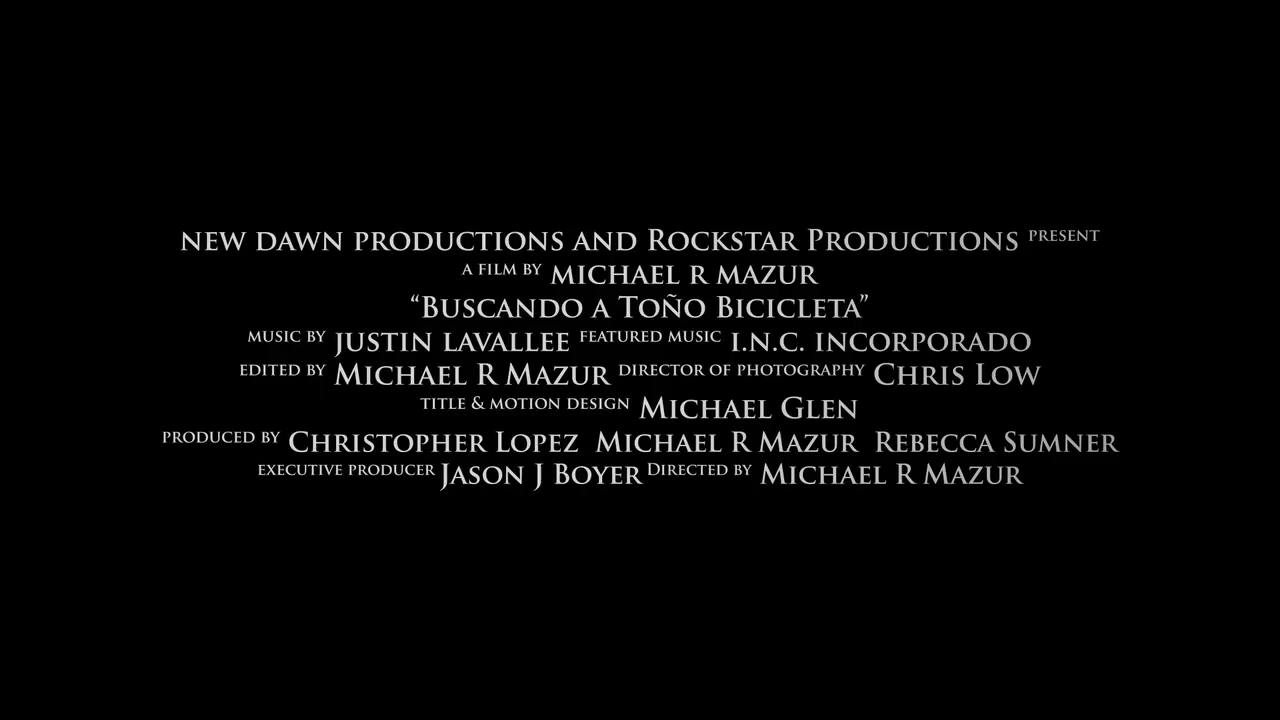 NEW DAWN PRODUCTIONS AND ROCKSTAR PRODUCTIONS PRESENT
A FILM BY MICHAEL R MAZUR
“BUSCANDO A TOÑO BICICLETA”
MUSIC BY JUSTIN LAVALLEE FEATURED MUSIC I.N.C. INCORPORADO
EDITED BY MICHAEL R MAZUR DIRECTOR OF PHOTOGRAPHY CHRIS LOW
TITLE & MOTION DESIGN MICHAEL GLEN
PRODUCED BY CHRISTOPHER LOPEZ MICHAEL R MAZUR REBECCA SUMNER
EXECUTIVE PRODUCER JASON J BOYER DIRECTED BY MICHAEL R MAZUR